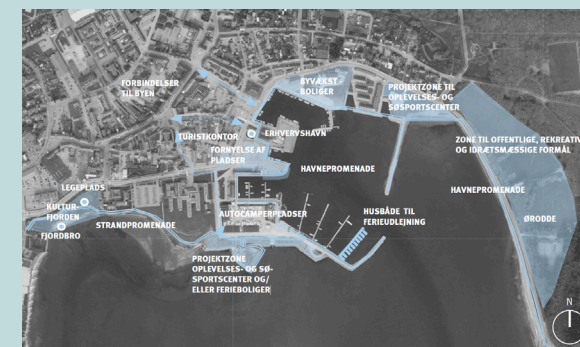 FORBINDELSER
TIL BYEN
BYVÆKST -
BOLIGER
PROJEKTZONE TIL
OPLEVELSES- OG
SØSPORTSCENTER
TURISTKONTOR
ERHVERVSHAVN
FORNYELSE AF
PLADSER
ZONE TIL OFFENTLIGE, REKREATIV
OG IDRÆTSMÆSSIGE FORMÅL
HAVNEPROMENADE
HAVNEPROMENADE
LEGEPLADS
KULTUR-
FJORDEN
FJORDBRO
STRANDPROMENADE
AUTOCAMPERPLADSER
HUSBÅDE TIL
FERIEUDLEJNING
ØRODDE
PROJEKTZONE
OPLEVELSES- OG SØ-
SPORTSCENTER OG/
ELLER FERIEBOLIGER
N